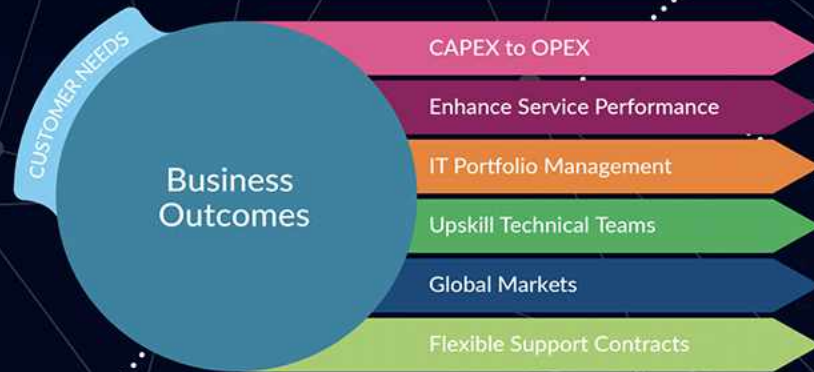 CUSTOMER NEEDS
Business
Outcomes
CAPEX to OPEX
Enhance Service Performance
IT Portfolio Management
Upskill Technical Teams
Global Markets
Flexible Support Contracts